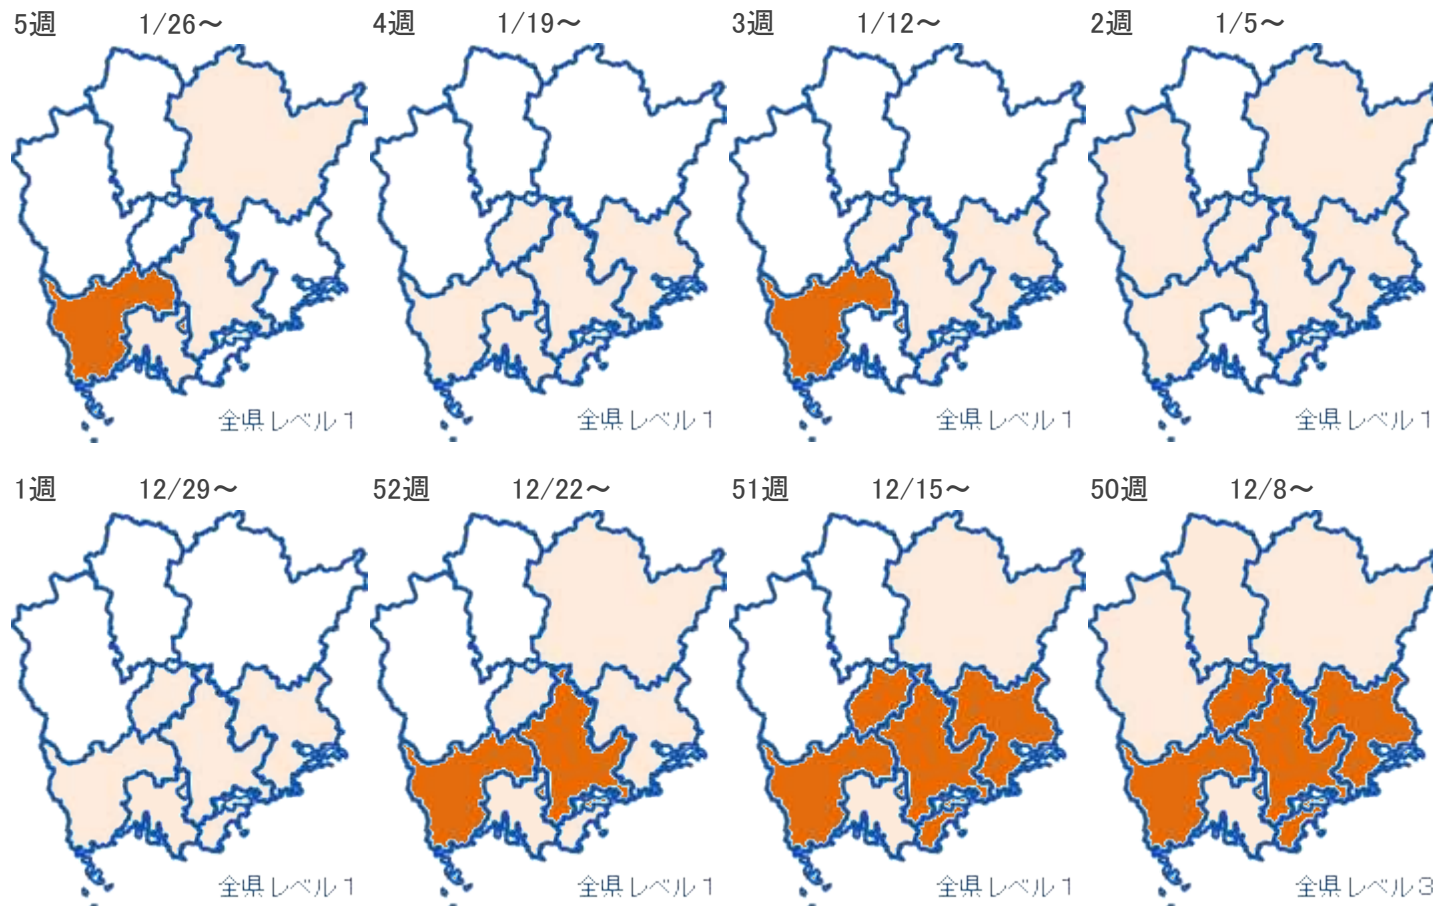 5週 1/26～
4週 1/19～
3週 1/12～
2週 1/5～
全県レベル1
全県レベル1
全県レベル1
全県レベル1
1週 12/29～
52週 12/22～
51週 12/15～
50週 12/8～
全県レベル1
全県レベル1
全県レベル1
全県レベル3